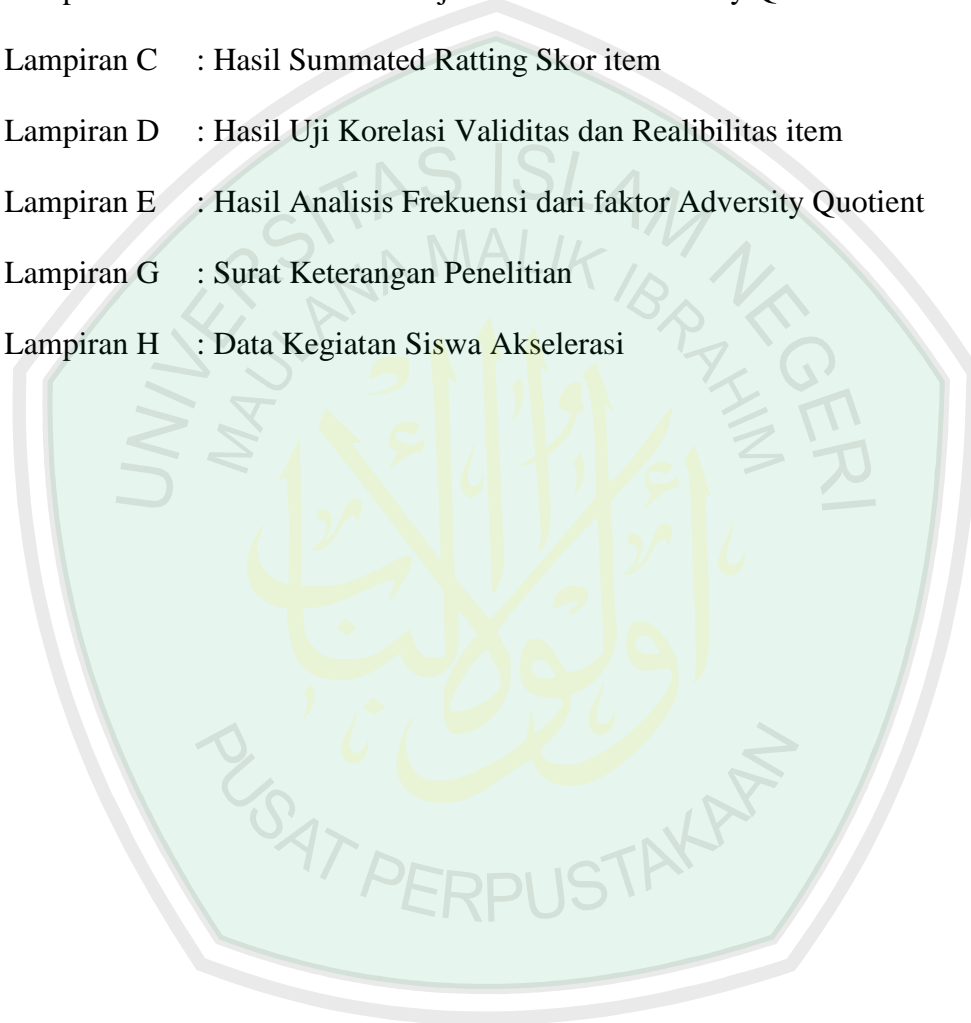 Lampiran C : Hasil Summated Ratting Skor item
Lampiran D : Hasil Uji Korelasi Validitas dan Realibilitas item
Lampiran E : Hasil Analisis Frekuensi dari faktor Adversity Quotient
Lampiran G : Surat Keterangan Penelitian
Lampiran H : Data Kegiatan Siswa Akselerasi
UNIVERSITAS ISLAM NEGERI
MAULANA MALIK IBRAHIM
PUSAT PERPUSTAKAAN